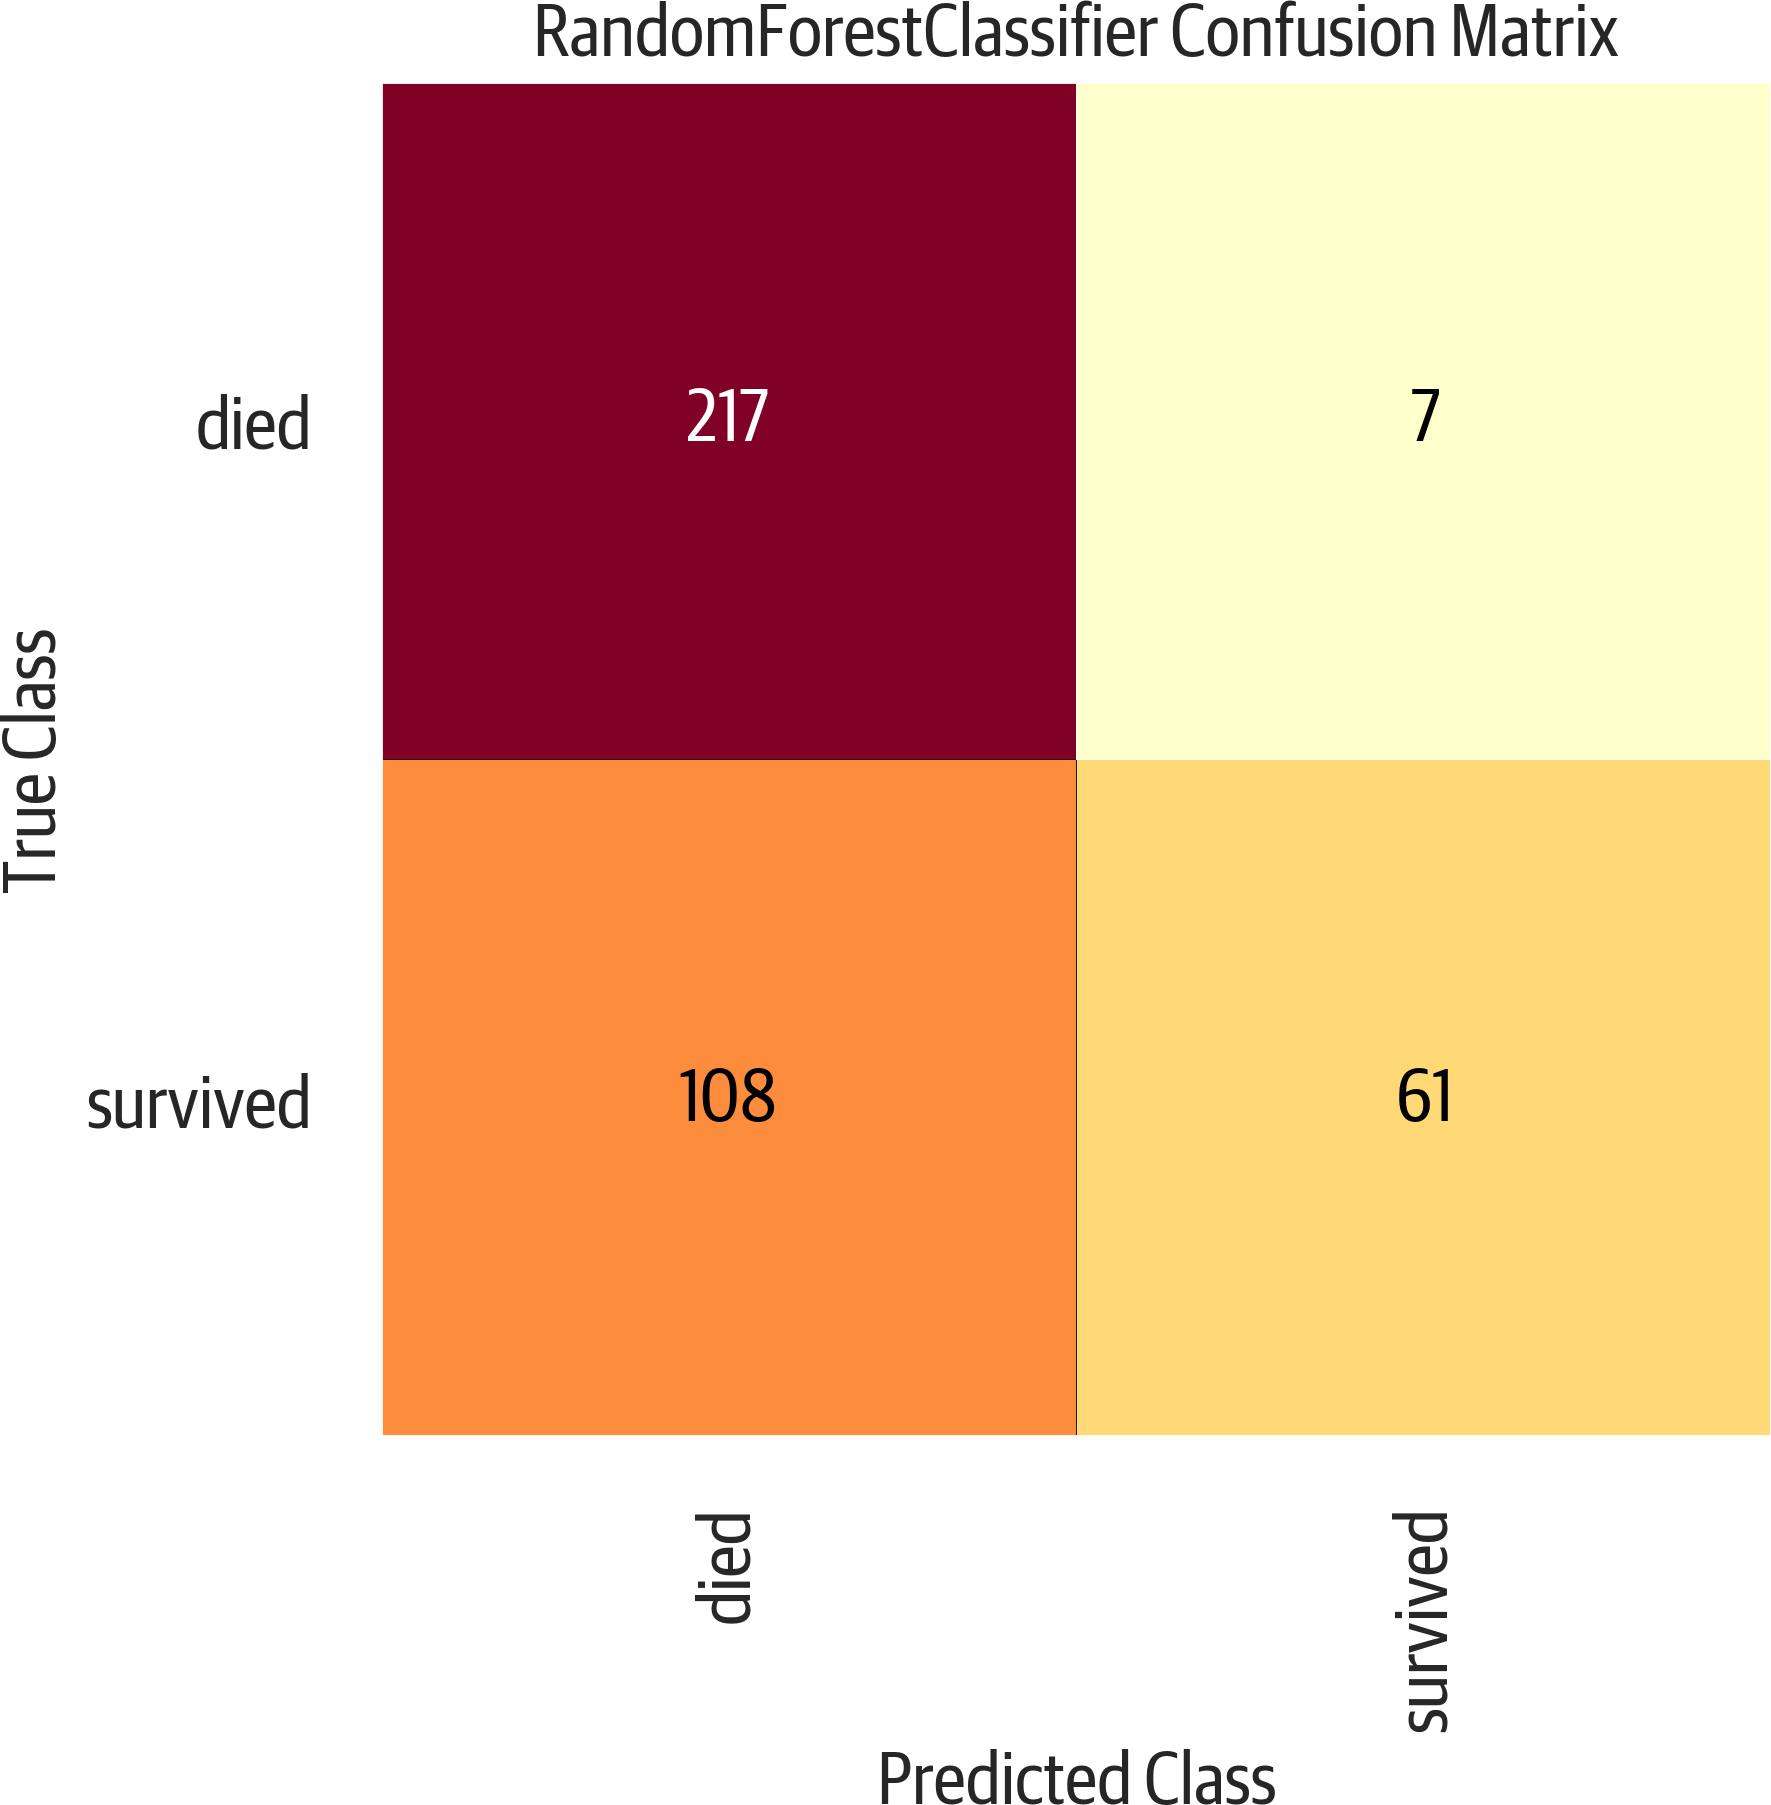 RandomForestClassifier Confusion Matrix
True Class
died
217
7
survived
108
61
died
survived
Predicted Class